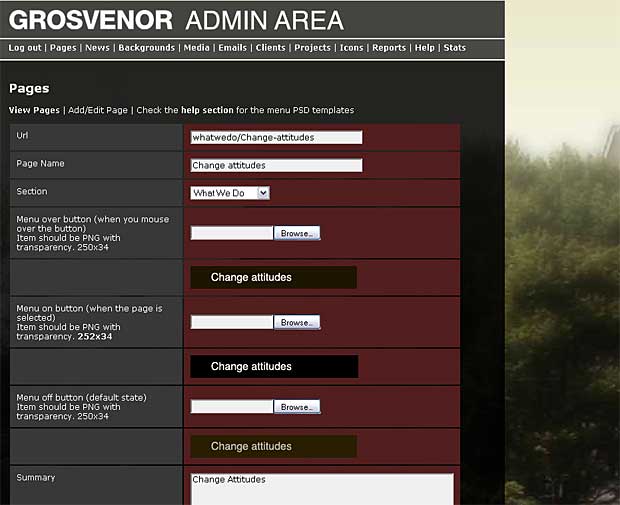 GROSVENOR ADMIN AREA
Log out | Pages | News | Backgrounds | Media | Emails | Clients | Projects | Icons | Reports | Help | Stats
Pages
View Pages | Add/Edit Page | Check the help section for the menu PSD templates
Url
whatwedo/Change-attitudes
Page Name
Change attitudes
Section
What We Do
Menu over button (when you mouse
over the button)
Item should be PNG with
transparency. 250x34
Browse...
Change attitudes
Menu on button (when the page is
selected)
Item should be PNG with
transparency. 252x34
Browse...
Change attitudes
Menu off button (default state)
Item should be PNG with
transparency. 250x34
Browse...
Change attitudes
Summary
Change Attitudes